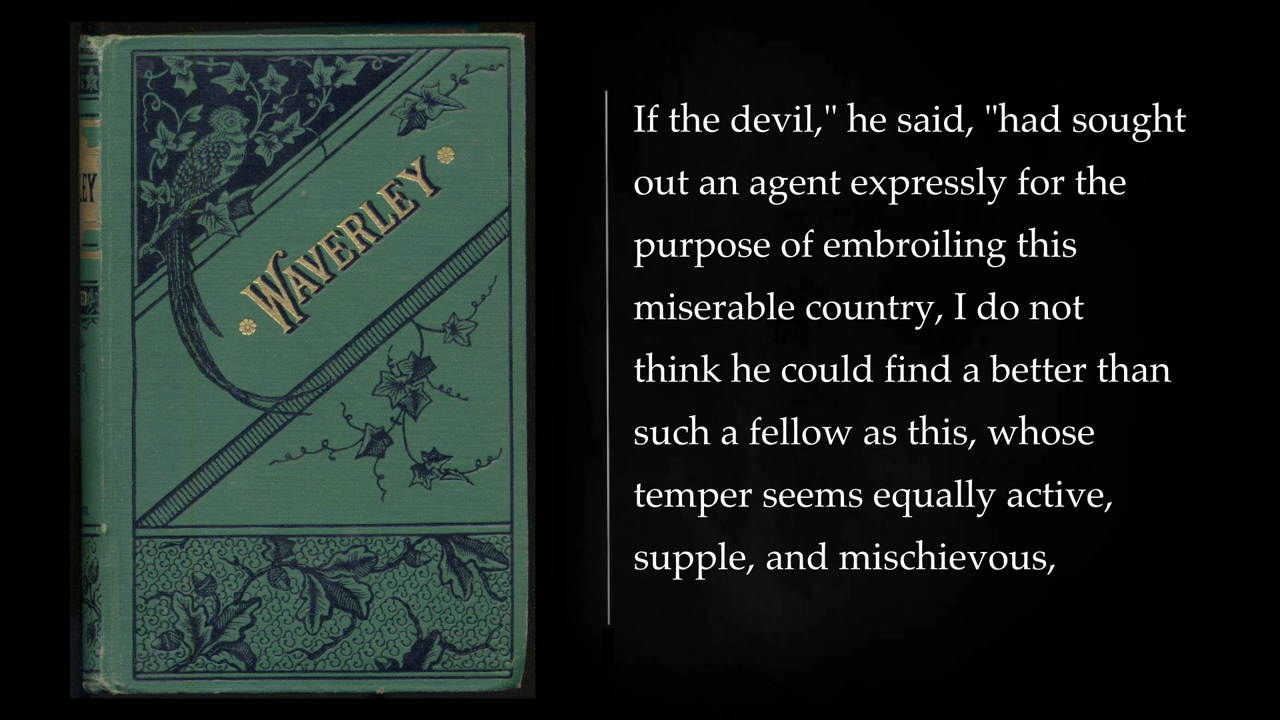 WAVERLEY
EY
If the devil," he said, "had sought
out an agent expressly for the
purpose of embroiling this
miserable country, I do not
think he could find a better than
such a fellow as this, whose
temper seems equally active,
supple, and mischievous,